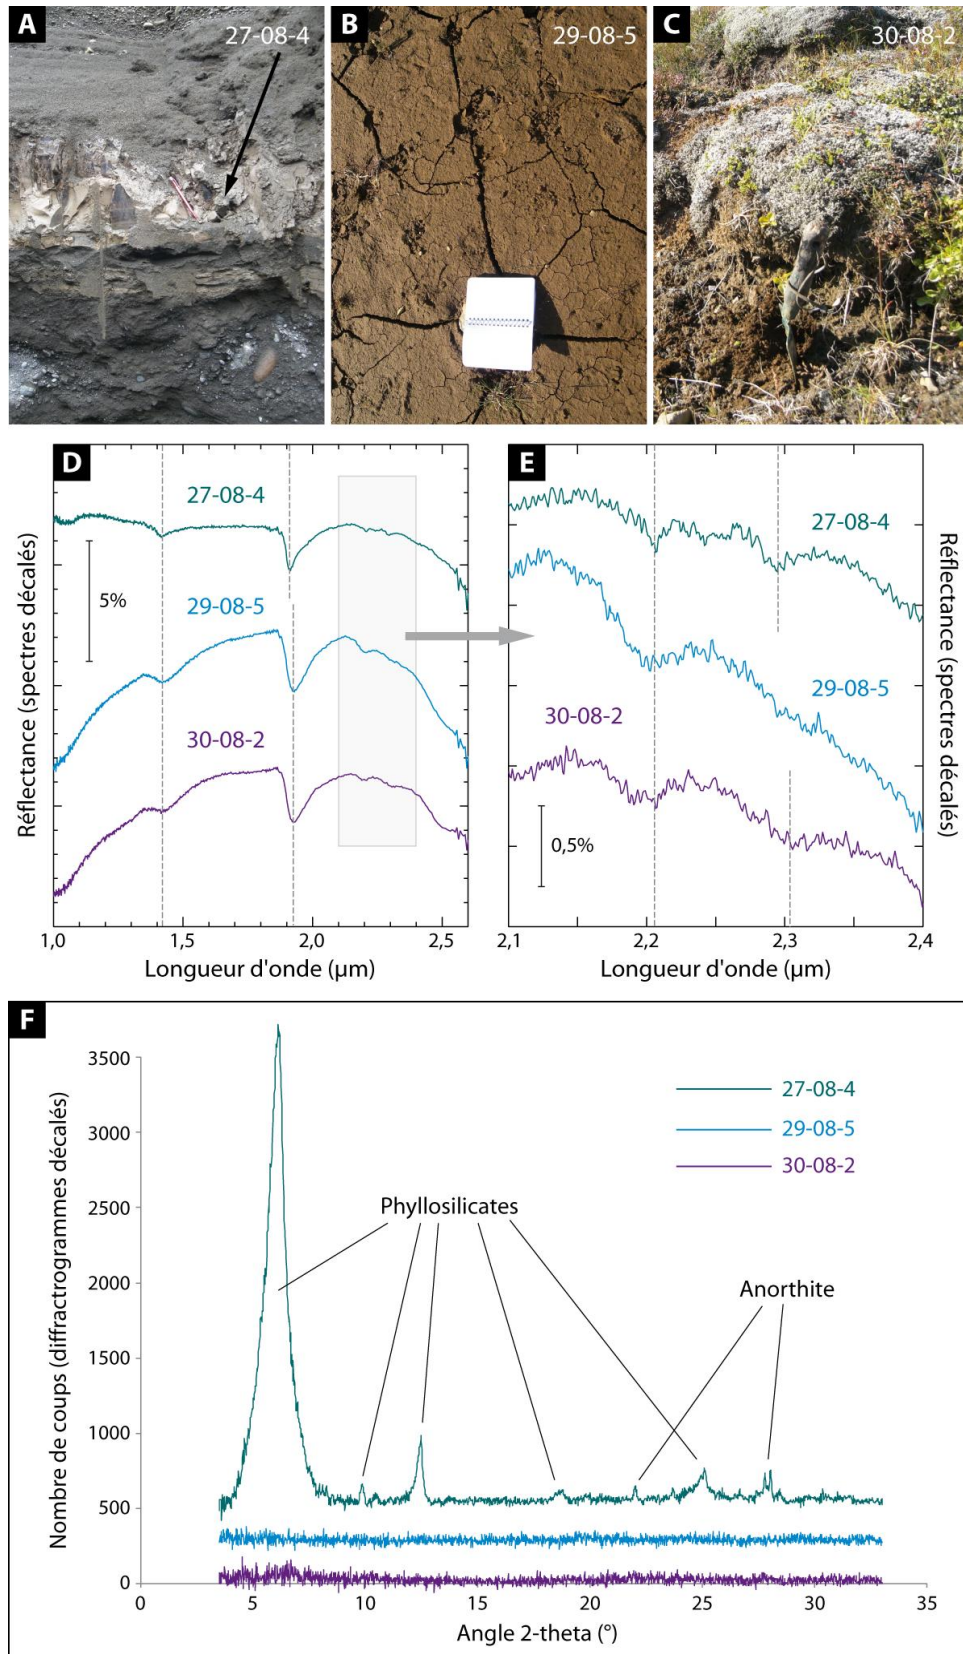 A
27-08-4
B
29-08-5
C
30-08-2
D
27-08-4
5%
29-08-5
30-08-2
Réflectance (spectres décalés)
1,0
1,5
2,0
2,5
Longueur d'onde (µm)
E
27-08-4
29-08-5
30-08-2
0,5%
Réflectance (spectres décalés)
2,1
2,2
2,3
2,4
Longueur d'onde (µm)
F
Nombre de coups (diffractrogrammes décalés)
3500
3000
2500
2000
1500
1000
500
0
27-08-4
29-08-5
30-08-2
Phyllosilicates
Anorthite
0
5
10
15
20
25
30
35
Angle 2-theta (°)